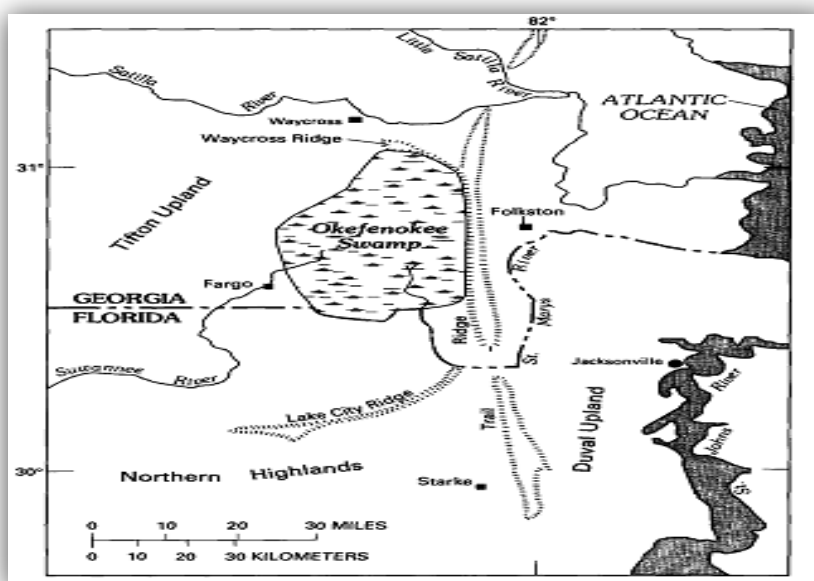 82°
Little
Satilla
River
Satilla
River
ATLANTIC
OCEAN
Waycross
Waycross Ridge
31°
Tifton Upland
Folkston
Okefenokee
Swamp
River
Fargo
GEORGIA
FLORIDA
Marys
Ridge
St.
Suwannee
River
Jacksonville
River
Lake City Ridge
Trail
Duval Upland
Johns
30°
Northern Highlands
Starke
St.
0 10 20 30 MILES
0 10 20 30 KILOMETERS